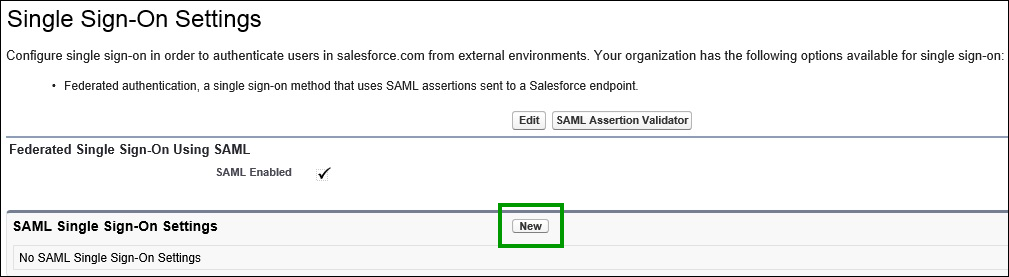 Single Sign-On Settings
Configure single sign-on in order to authenticate users in salesforce.com from external environments. Your organization has the following options available for single sign-on:
• Federated authentication, a single sign-on method that uses SAML assertions sent to a Salesforce endpoint.
Edit SAML Assertion Validator
Federated Single Sign-On Using SAML
SAML Enabled ✓
SAML Single Sign-On Settings New
No SAML Single Sign-On Settings